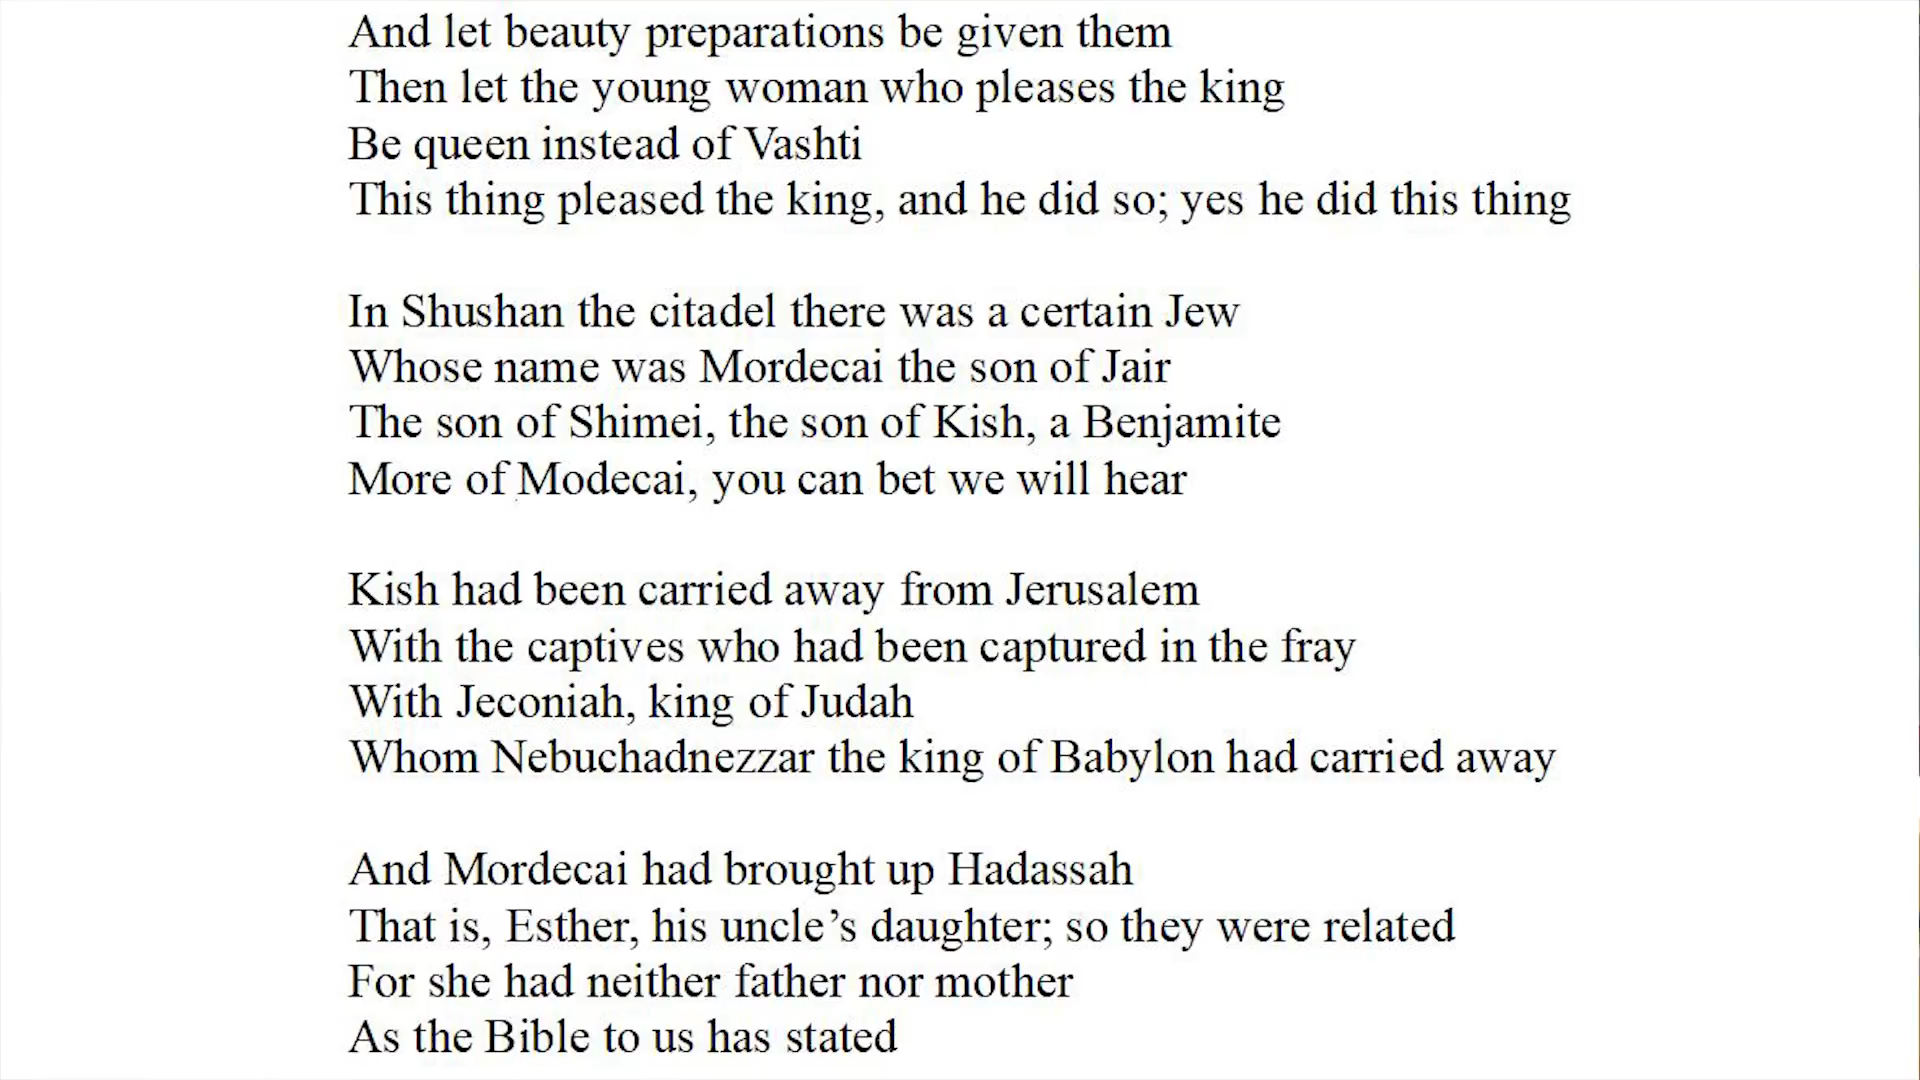 And let beauty preparations be given them
Then let the young woman who pleases the king
Be queen instead of Vashti
This thing pleased the king, and he did so; yes he did this thing
In Shushan the citadel there was a certain Jew
Whose name was Mordecai the son of Jair
The son of Shimei, the son of Kish, a Benjamite
More of Modecai, you can bet we will hear
Kish had been carried away from Jerusalem
With the captives who had been captured in the fray
With Jeconiah, king of Judah
Whom Nebuchadnezzar the king of Babylon had carried away
And Mordecai had brought up Hadassah
That is, Esther, his uncle’s daughter; so they were related
For she had neither father nor mother
As the Bible to us has stated